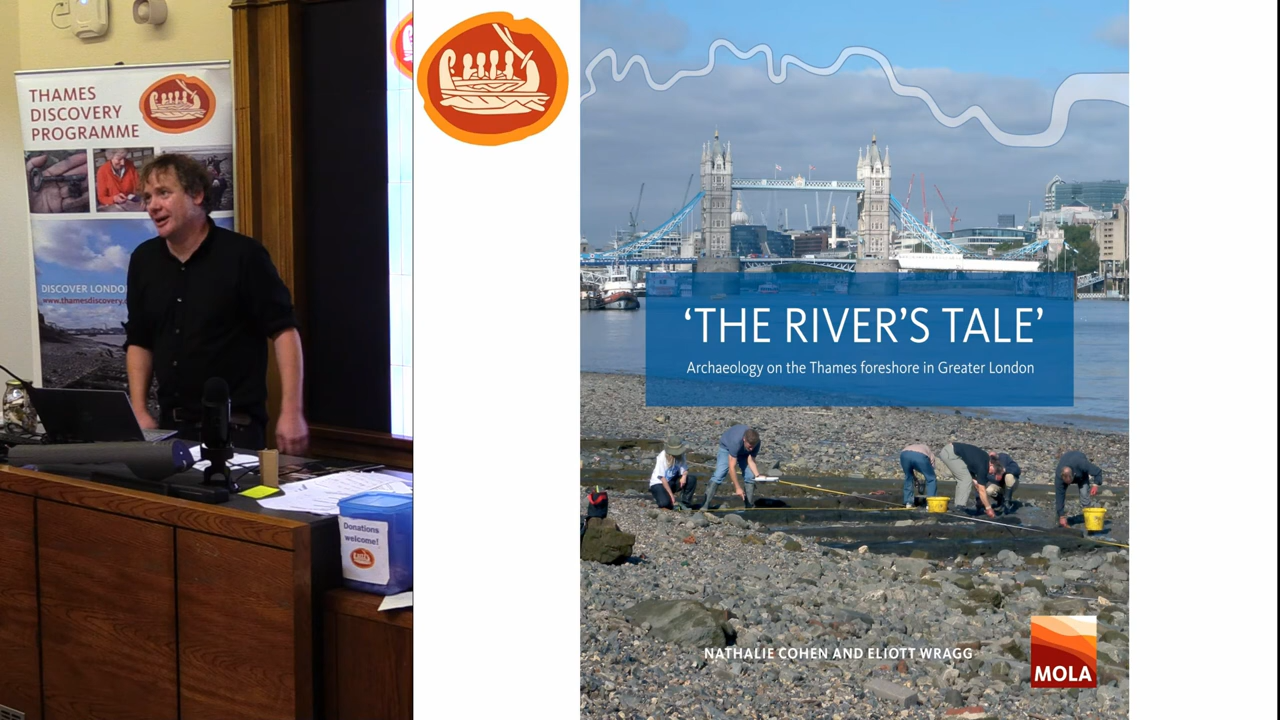 THAMES
DISCOVERY
PROGRAMME
DISCOVER LONDON
www.thamesdiscovery.
Donations
welcome!
'THE RIVER'S TALE'
Archaeology on the Thames foreshore in Greater London
NATHALIE COHEN AND ELIOTT WRAGG
MOLA